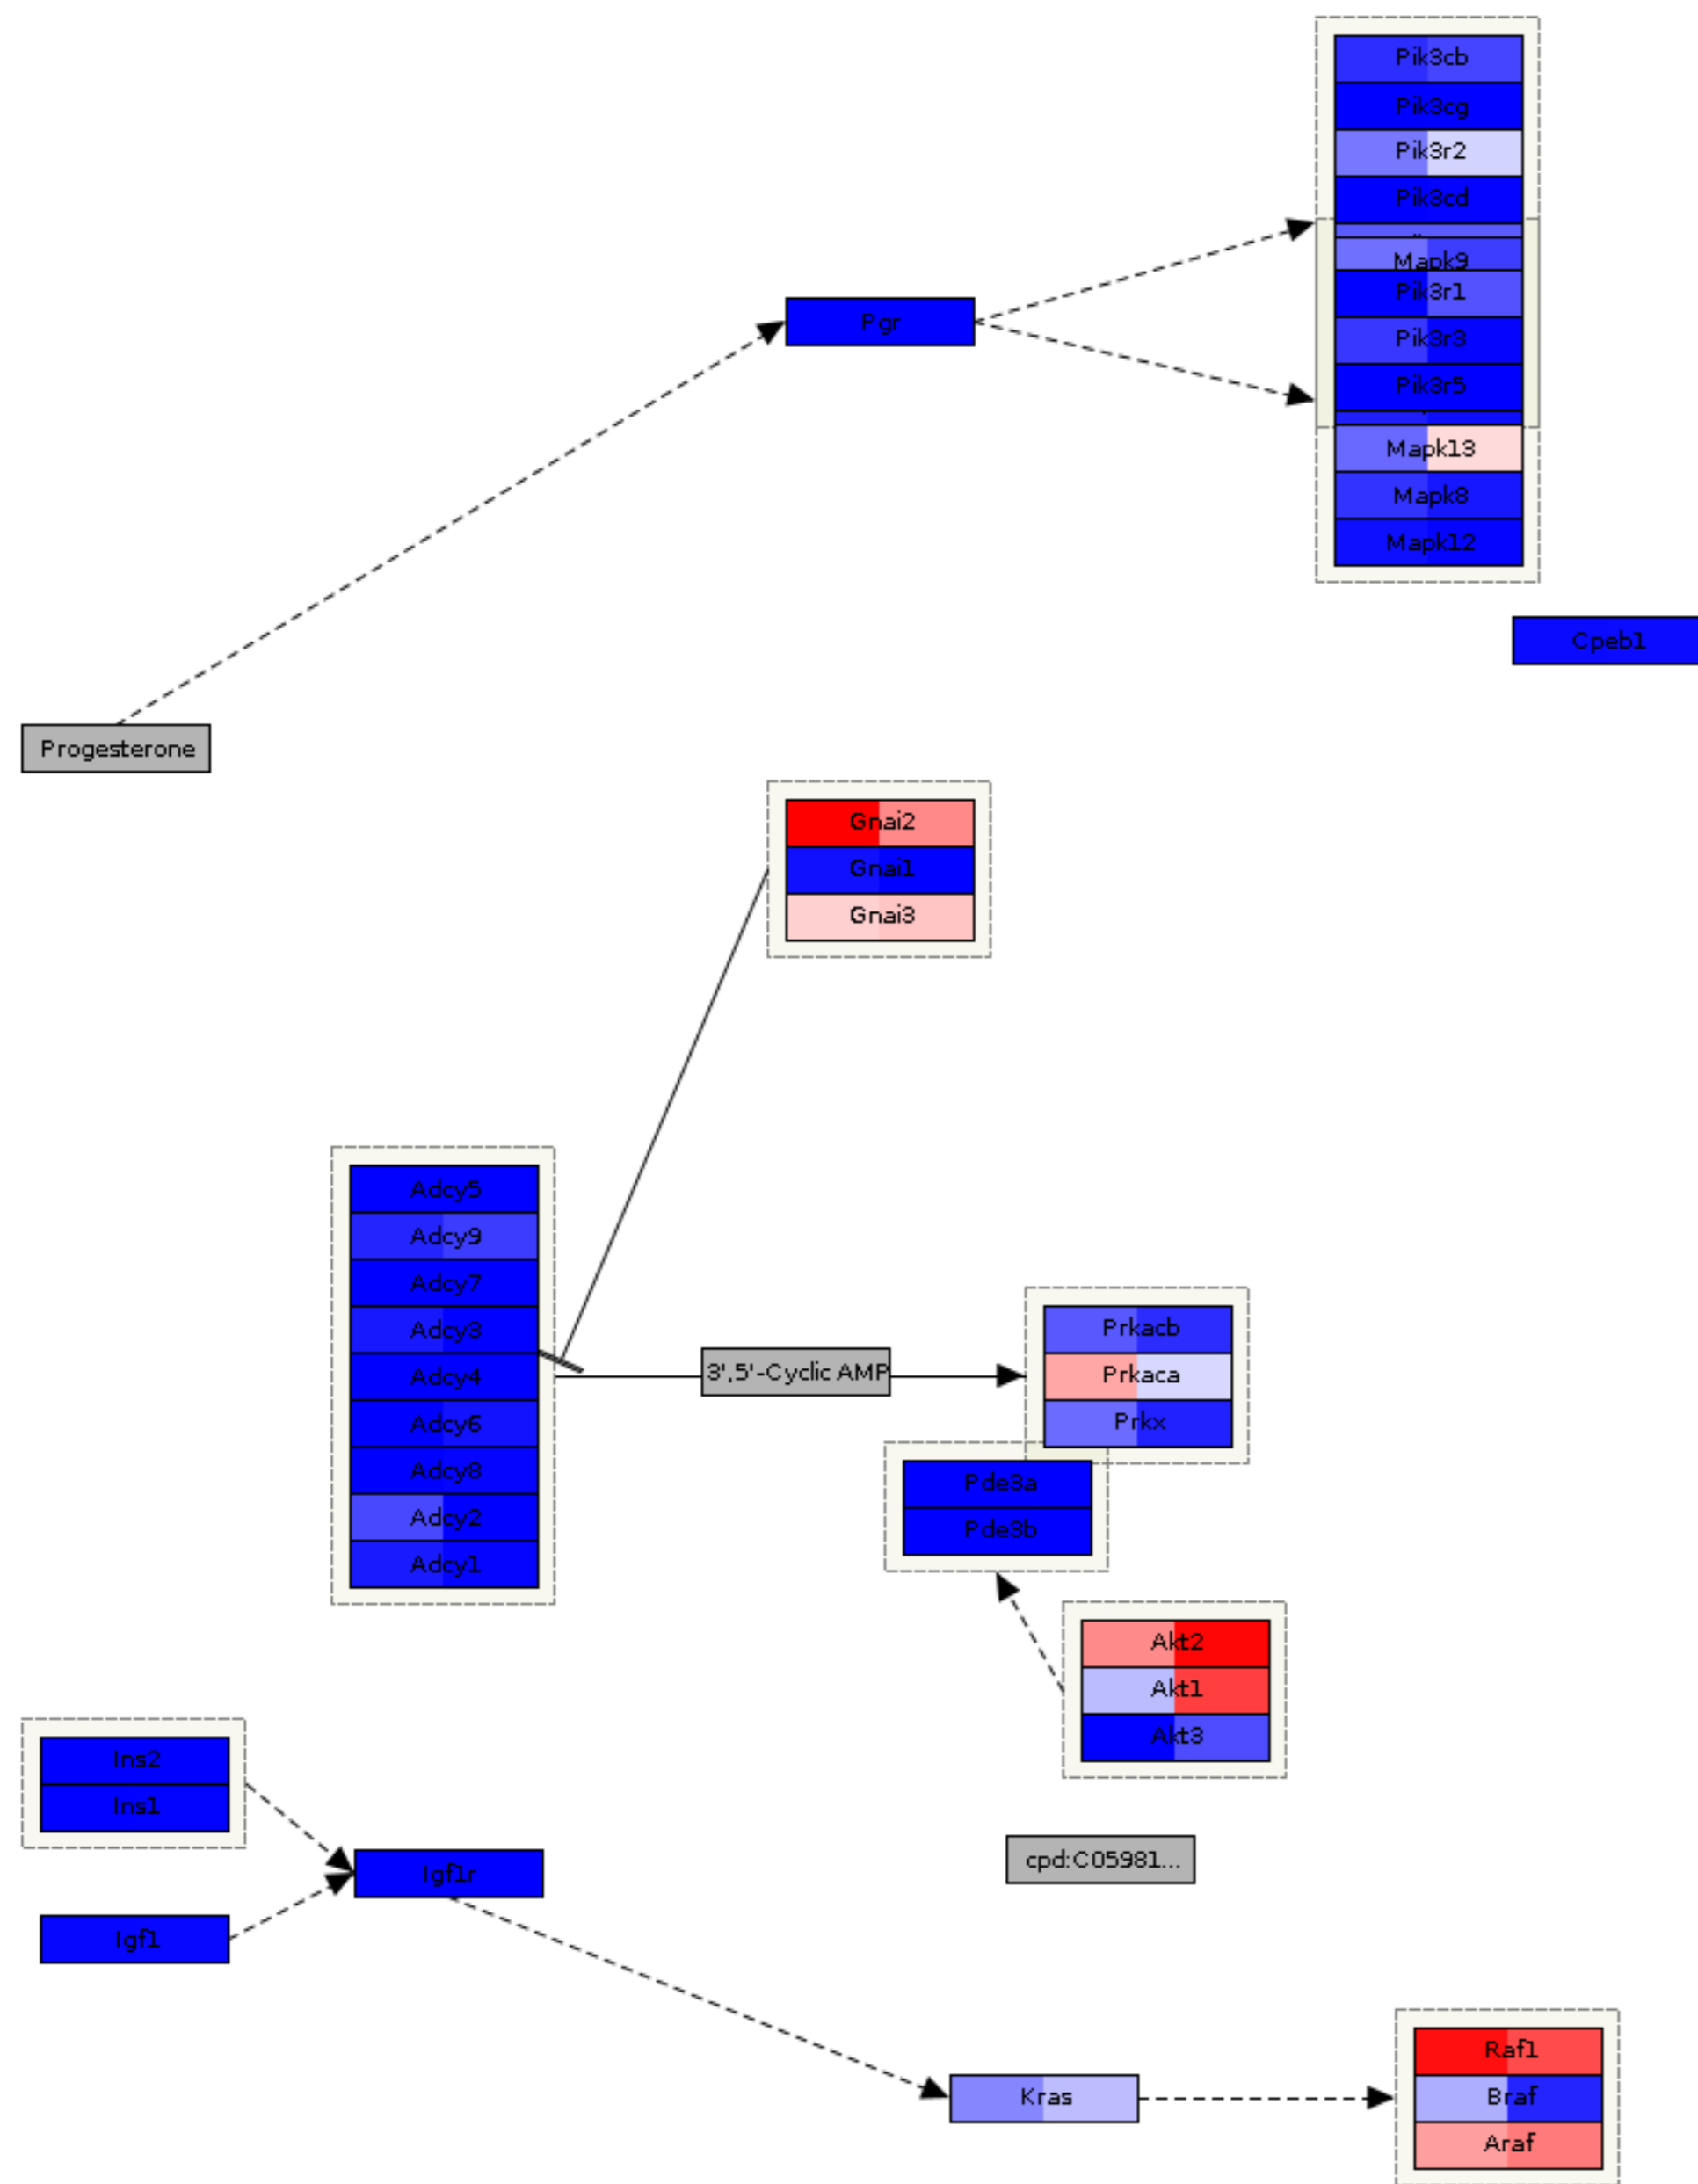 Pik3cb
Pik3cg
Pik3r2
Pik3cd
Mapk9
Pik3r1
Pgr
Pik3r3
Pik3r5
Mapk13
Mapk8
Mapk12
Cpeb1
Progesterone
Gnai2
Gnai1
Gnai3
Adcy5
Adcy9
Adcy7
Adcy3
Adcy4
Adcy6
Adcy8
Adcy2
Adcy1
3',5'-Cyclic AMP
Prkacb
Prkaca
Prkx
Pde3a
Pde3b
Akt2
Akt1
Akt3
Ins2
Ins1
Igf1r
Igf1
cpd:C05981...
Kras
Raf1
Braf
Araf